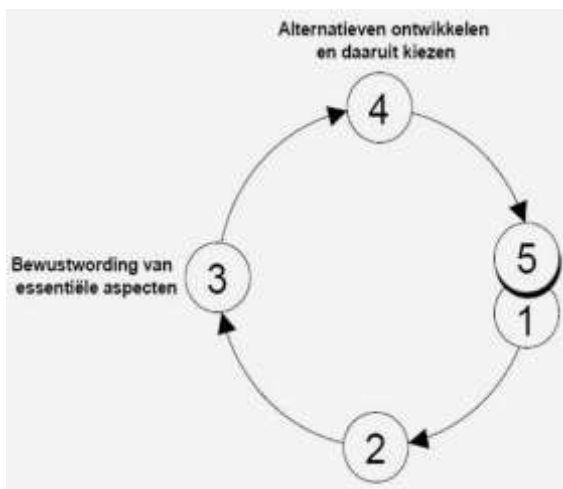 Alternatieven ontwikkelen
en daaruit kiezen
4
5
Bewustwording van
essentiële aspecten
3
1
2